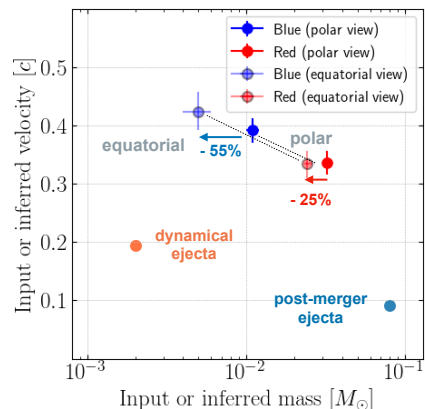 Blue (polar view)
Red (polar view)
Blue (equatorial view)
Red (equatorial view)
0.5
0.4
0.3
0.2
0.1
Input or inferred velocity [c]
equatorial
polar
- 55%
- 25%
dynamical
ejecta
post-merger
ejecta
10⁻³
10⁻²
10⁻¹
Input or inferred mass [M☉]